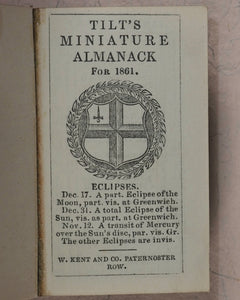 TILT'S
MINIATURE
ALMANACK
FOR 1861.
ECLIPSES.
Dec. 17. A part. Eclipse of the
Moon, part. vis. at Greenwich.
Dec. 31. A total Eclipse of the
Sun, vis. as part. at Greenwich.
Nov. 12. A transit of Mercury
over the Sun's disc, par. vis. Gr.
The other Eclipses are invis.
W. KENT AND CO. PATERNOSTER
ROW.